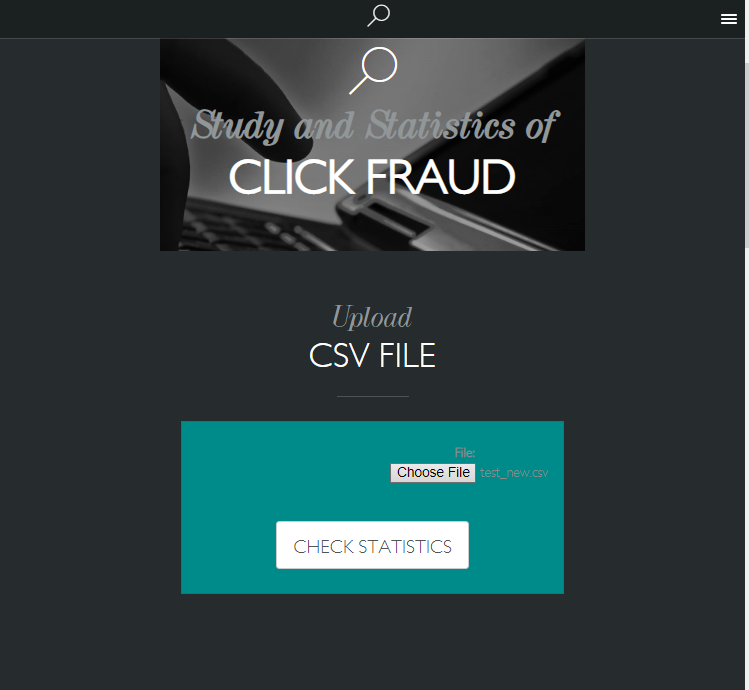 Study and Statistics of
CLICK FRAUD
Upload
CSV FILE
File:
Choose File test_new.csv
CHECK STATISTICS